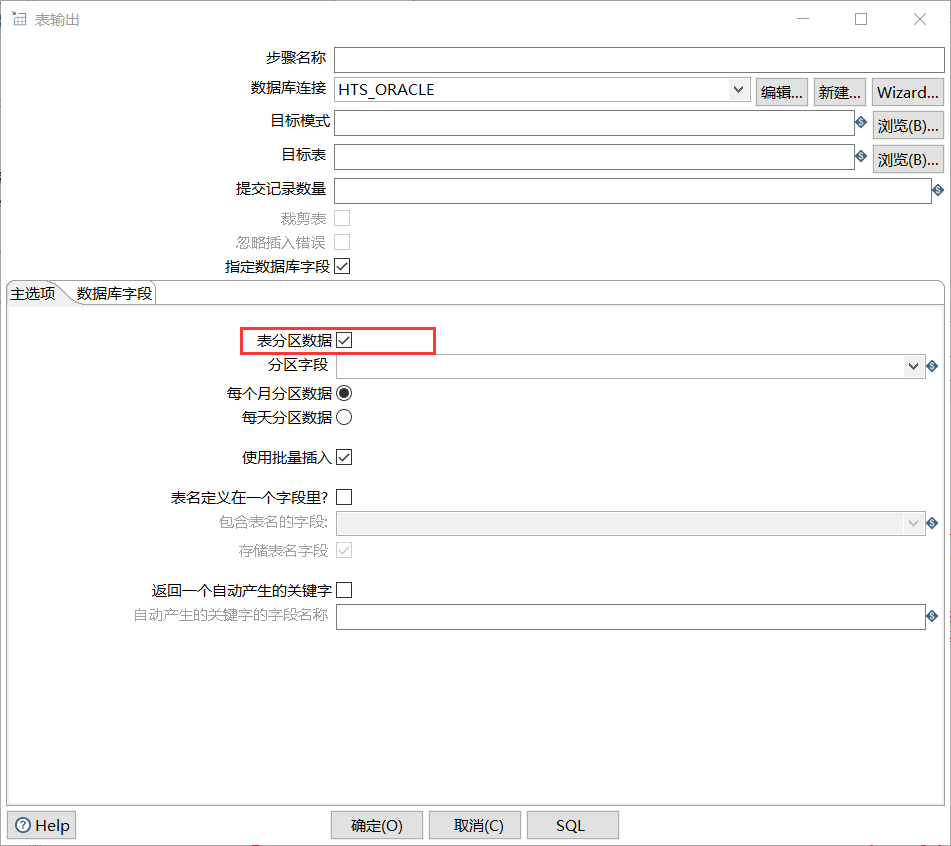 表输出
步骤名称
数据库连接 HTS_ORACLE 编辑... 新建... Wizard...
目标模式 浏览(B)...
目标表 浏览(B)...
提交记录数量
裁剪表
忽略插入错误
指定数据库字段
主选项 数据库字段
表分区数据
分区字段
每个月分区数据
每天分区数据
使用批量插入
表名定义在一个字段里?
包含表名的字段:
存储表名字段
返回一个自动产生的关键字
自动产生的关键字的字段名称
Help 确定(O) 取消(C) SQL